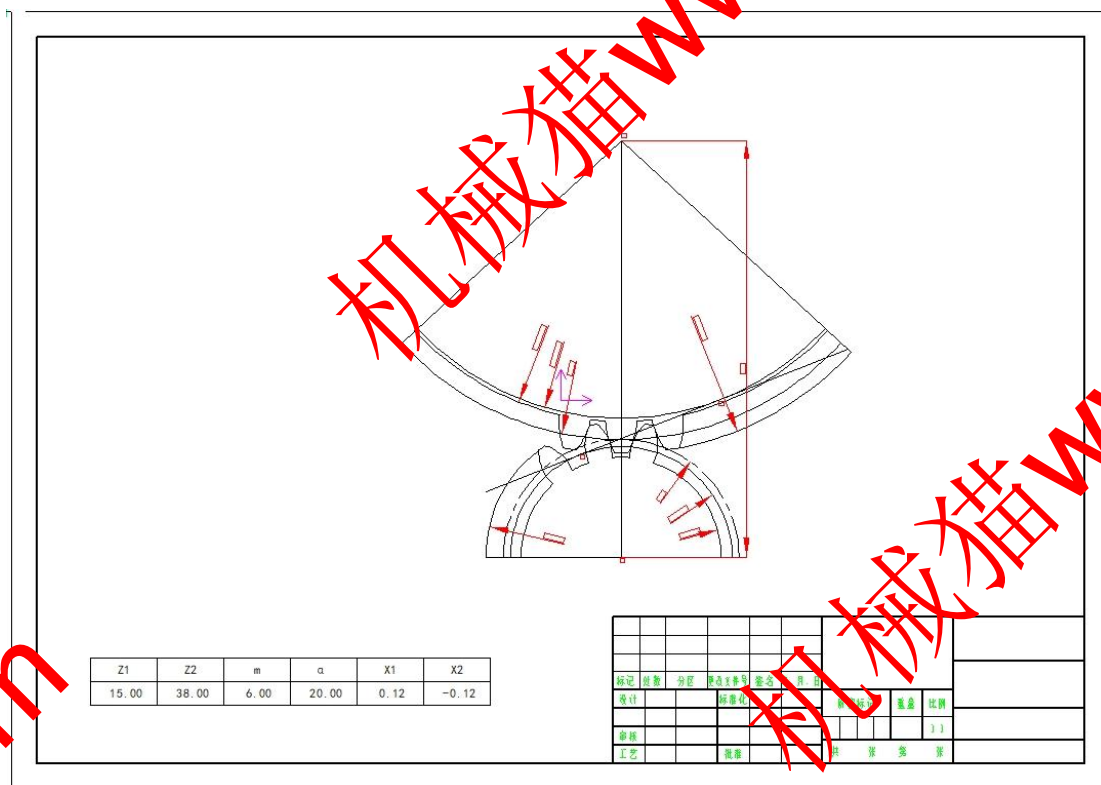 机械猫w
机械猫w
m
Z1 Z2 m α X1 X2
15.00 38.00 6.00 20.00 0.12 -0.12
标记 处数 分区 更改文件号 签名 月、日
设计 标准化 标记 重量 比例
审核
工艺 批准 共 张 第 张